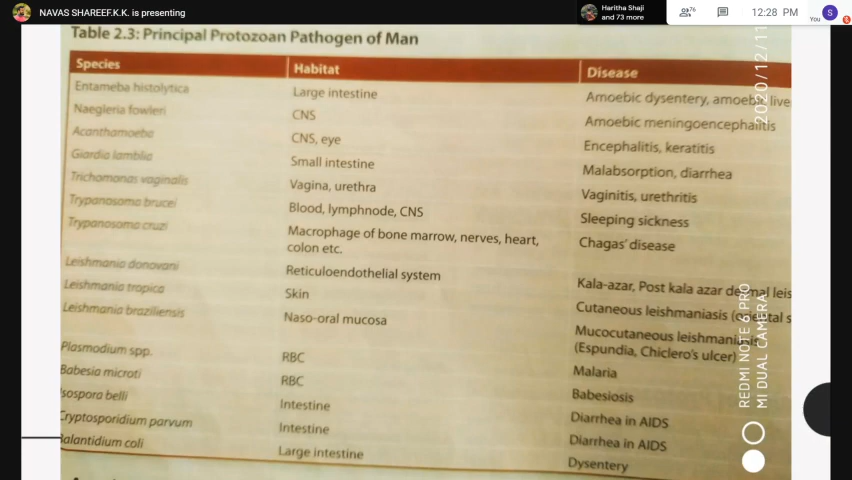 NAVAS SHAREEF.K.K. is presenting
Haritha Shaji
and 73 more
76
12:28 PM
You
S
Table 2.3: Principal Protozoan Pathogen of Man
Species Habitat Disease
Entameba histolytica Large intestine Amoebic dysentery, amoebic live
Naegleria fowleri CNS Amoebic meningoencephalitis
Acanthamoeba CNS, eye Encephalitis, keratitis
Giardia lamblia Small intestine Malabsorption, diarrhea
Trichomonas vaginalis Vagina, urethra Vaginitis, urethritis
Trypanosoma brucei Blood, lymphnode, CNS Sleeping sickness
Trypanosoma cruzi Macrophage of bone marrow, nerves, heart, Chagas' disease
colon etc.
Leishmania donovani Reticuloendothelial system Kala-azar, Post kala azar dermal leis
Leishmania tropica Skin Cutaneous leishmaniasis (oriental s
Leishmania braziliensis Naso-oral mucosa Mucocutaneous leishmaniasis
(Espundia, Chiclero's ulcer)
Plasmodium spp. RBC Malaria
Babesia microti RBC Babesiosis
Isospora belli Intestine Diarrhea in AIDS
Cryptosporidium parvum Intestine Diarrhea in AIDS
Balantidium coli Large intestine Dysentery
2020/12/11
REDMI NOTE 6 PRO
MI DUAL CAMERA